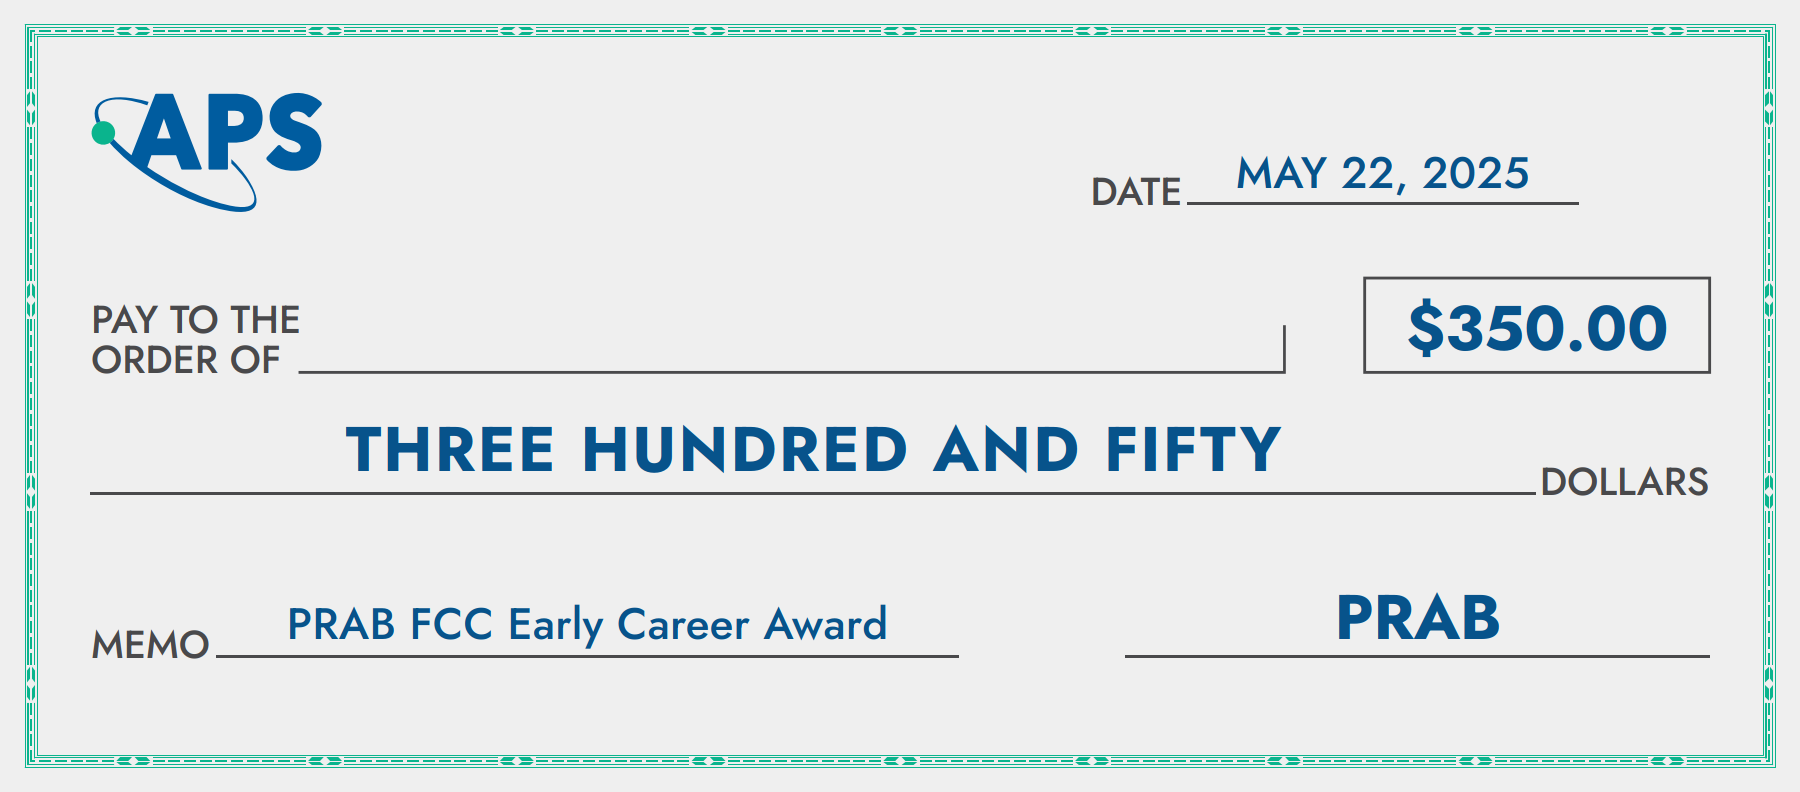 APS
DATE MAY 22, 2025
PAY TO THE
ORDER OF
$350.00
THREE HUNDRED AND FIFTY DOLLARS
MEMO PRAB FCC Early Career Award
PRAB